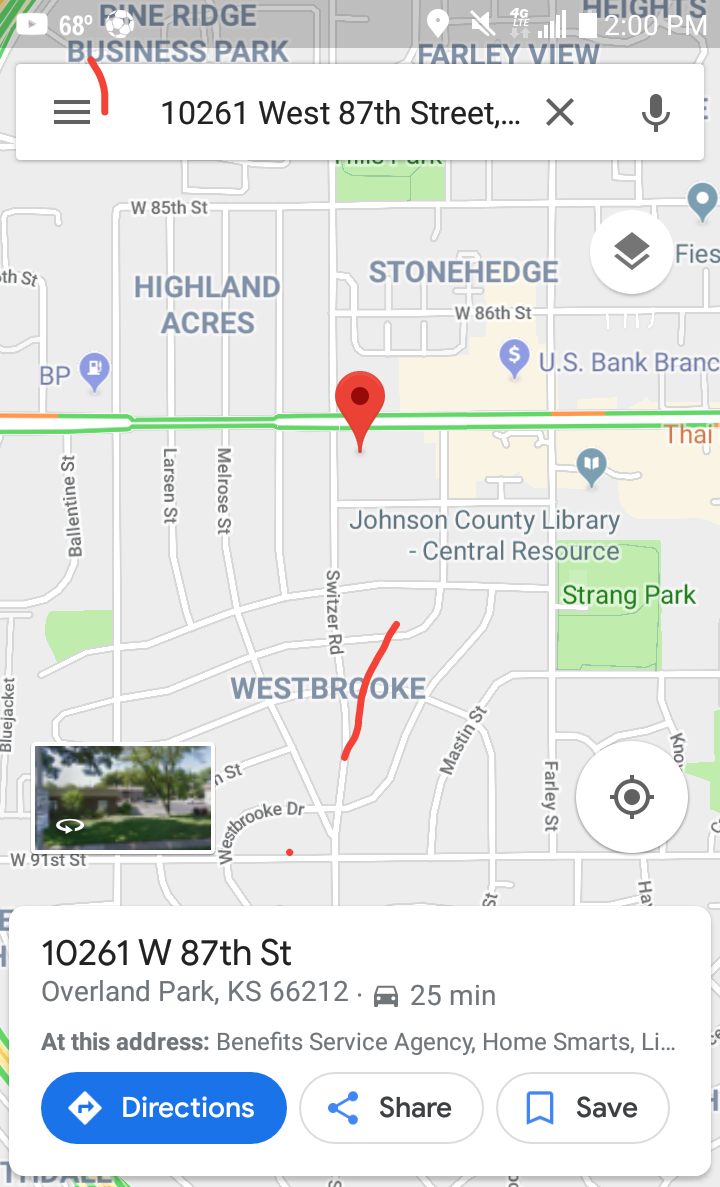 PINE RIDGE
HEIGHTS
68° 4G LTE 2:00 PM
BUSINESS PARK
FARLEY VIEW
10261 West 87th Street,...
Hills Park
W 85th St
Fies
STONEHEDGE
HIGHLAND
ACRES
W 86th St
BP
U.S. Bank Branc
Thai
Ballentine St
Larsen St
Melrose St
Johnson County Library
- Central Resource
Switzer Rd
Strang Park
WESTBROOKE
Bluejacket
Mastin St
Kno
Farley St
Westbrooke Dr
W 91st St
10261 W 87th St
Overland Park, KS 66212 · 25 min
At this address: Benefits Service Agency, Home Smarts, Li...
Directions Share Save